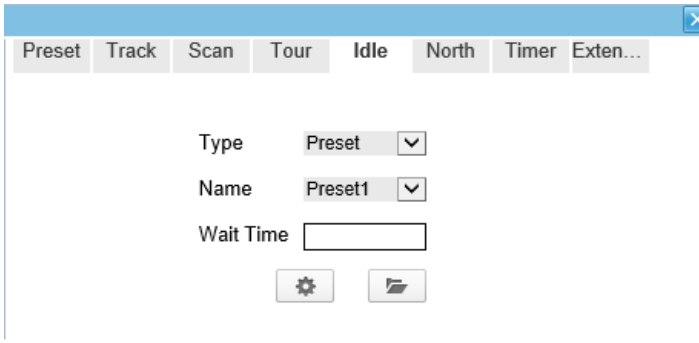 Preset Track Scan Tour Idle North Timer Exten...
Type Preset
Name Preset1
Wait Time